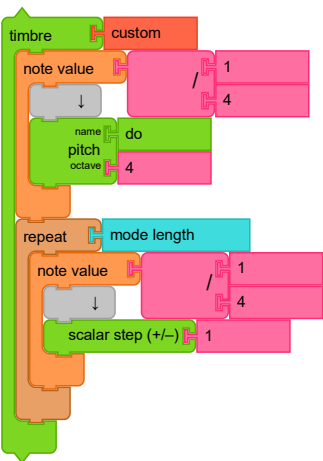 timbre custom
note value / 1
4
↓
name do
pitch
octave 4
repeat mode length
note value / 1
4
↓
scalar step (+/–) 1